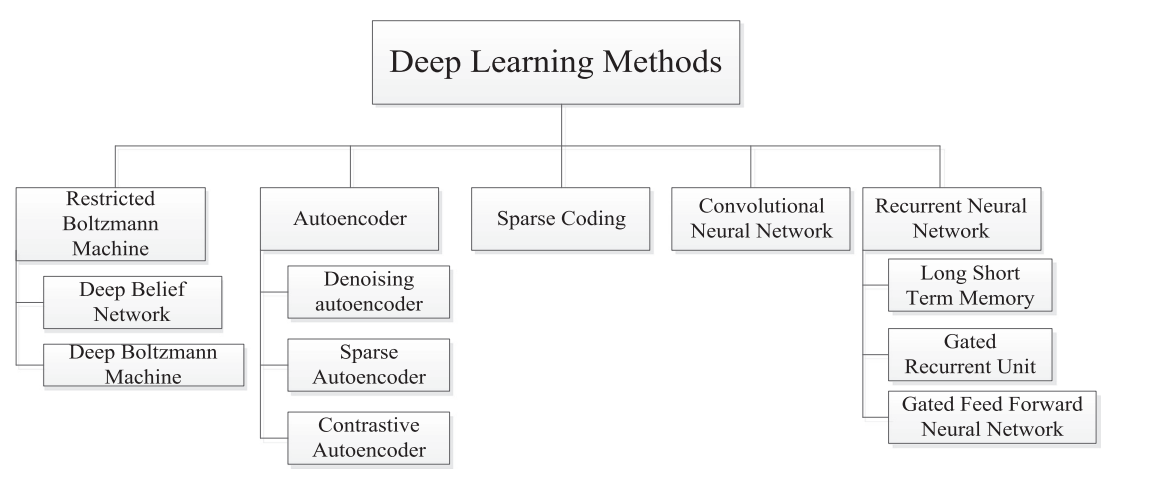 Deep Learning Methods
Restricted
Boltzmann
Machine
Deep Belief
Network
Deep Boltzmann
Machine
Autoencoder
Denoising
autoencoder
Sparse
Autoencoder
Contrastive
Autoencoder
Sparse Coding
Convolutional
Neural Network
Recurrent Neural
Network
Long Short
Term Memory
Gated
Recurrent Unit
Gated Feed Forward
Neural Network